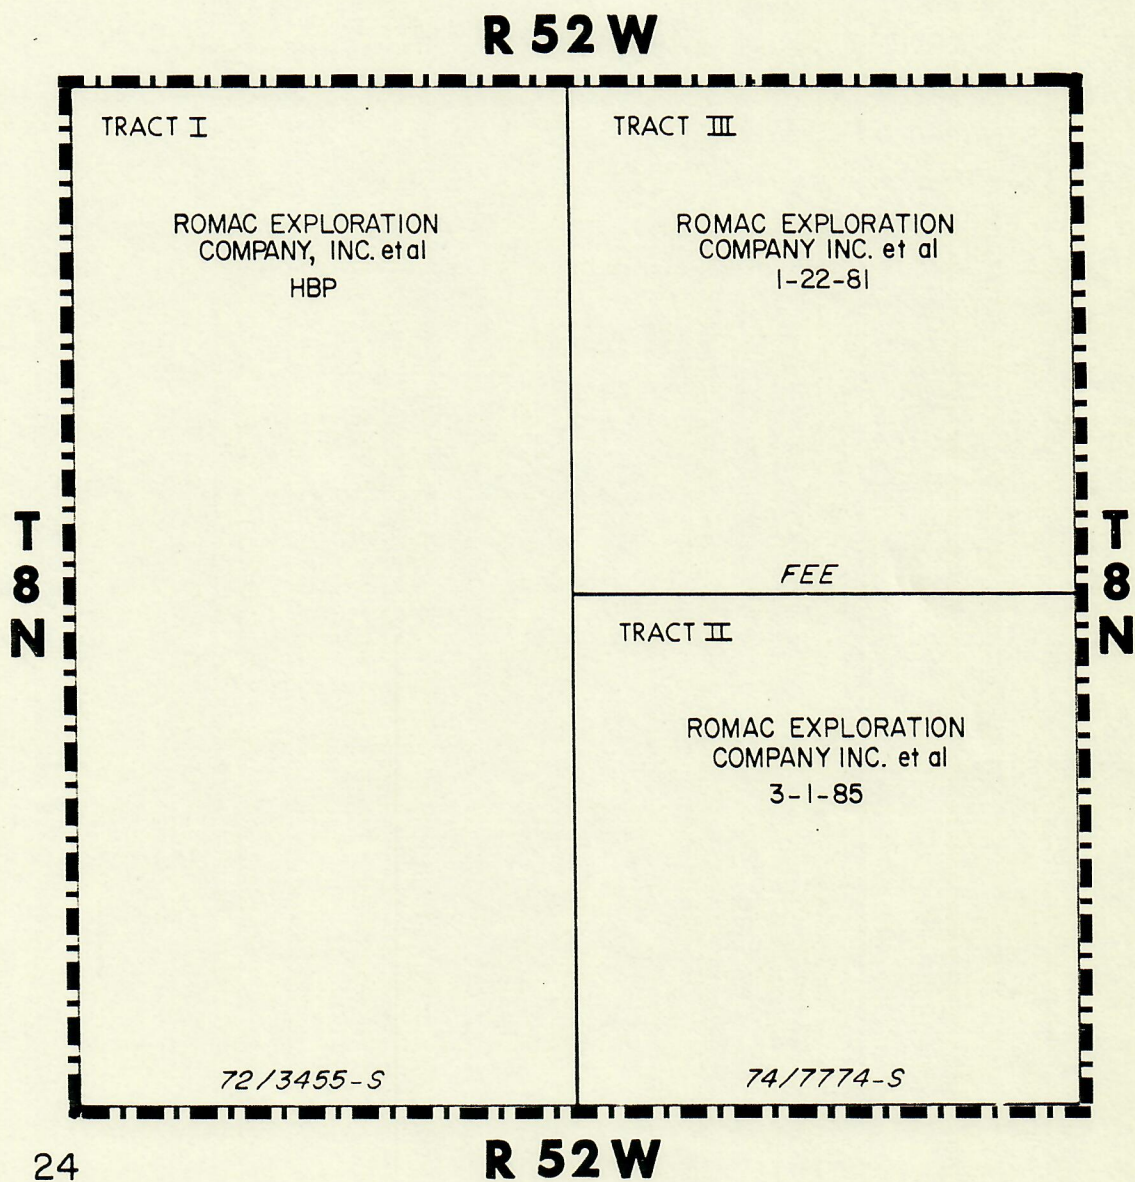 R 52 W
TRACT I
ROMAC EXPLORATION
COMPANY, INC. et al
HBP
72/3455-S
TRACT III
ROMAC EXPLORATION
COMPANY INC. et al
1-22-81
FEE
TRACT II
ROMAC EXPLORATION
COMPANY INC. et al
3-1-85
74/7774-S
T
8
N
T
8
N
R 52 W
24